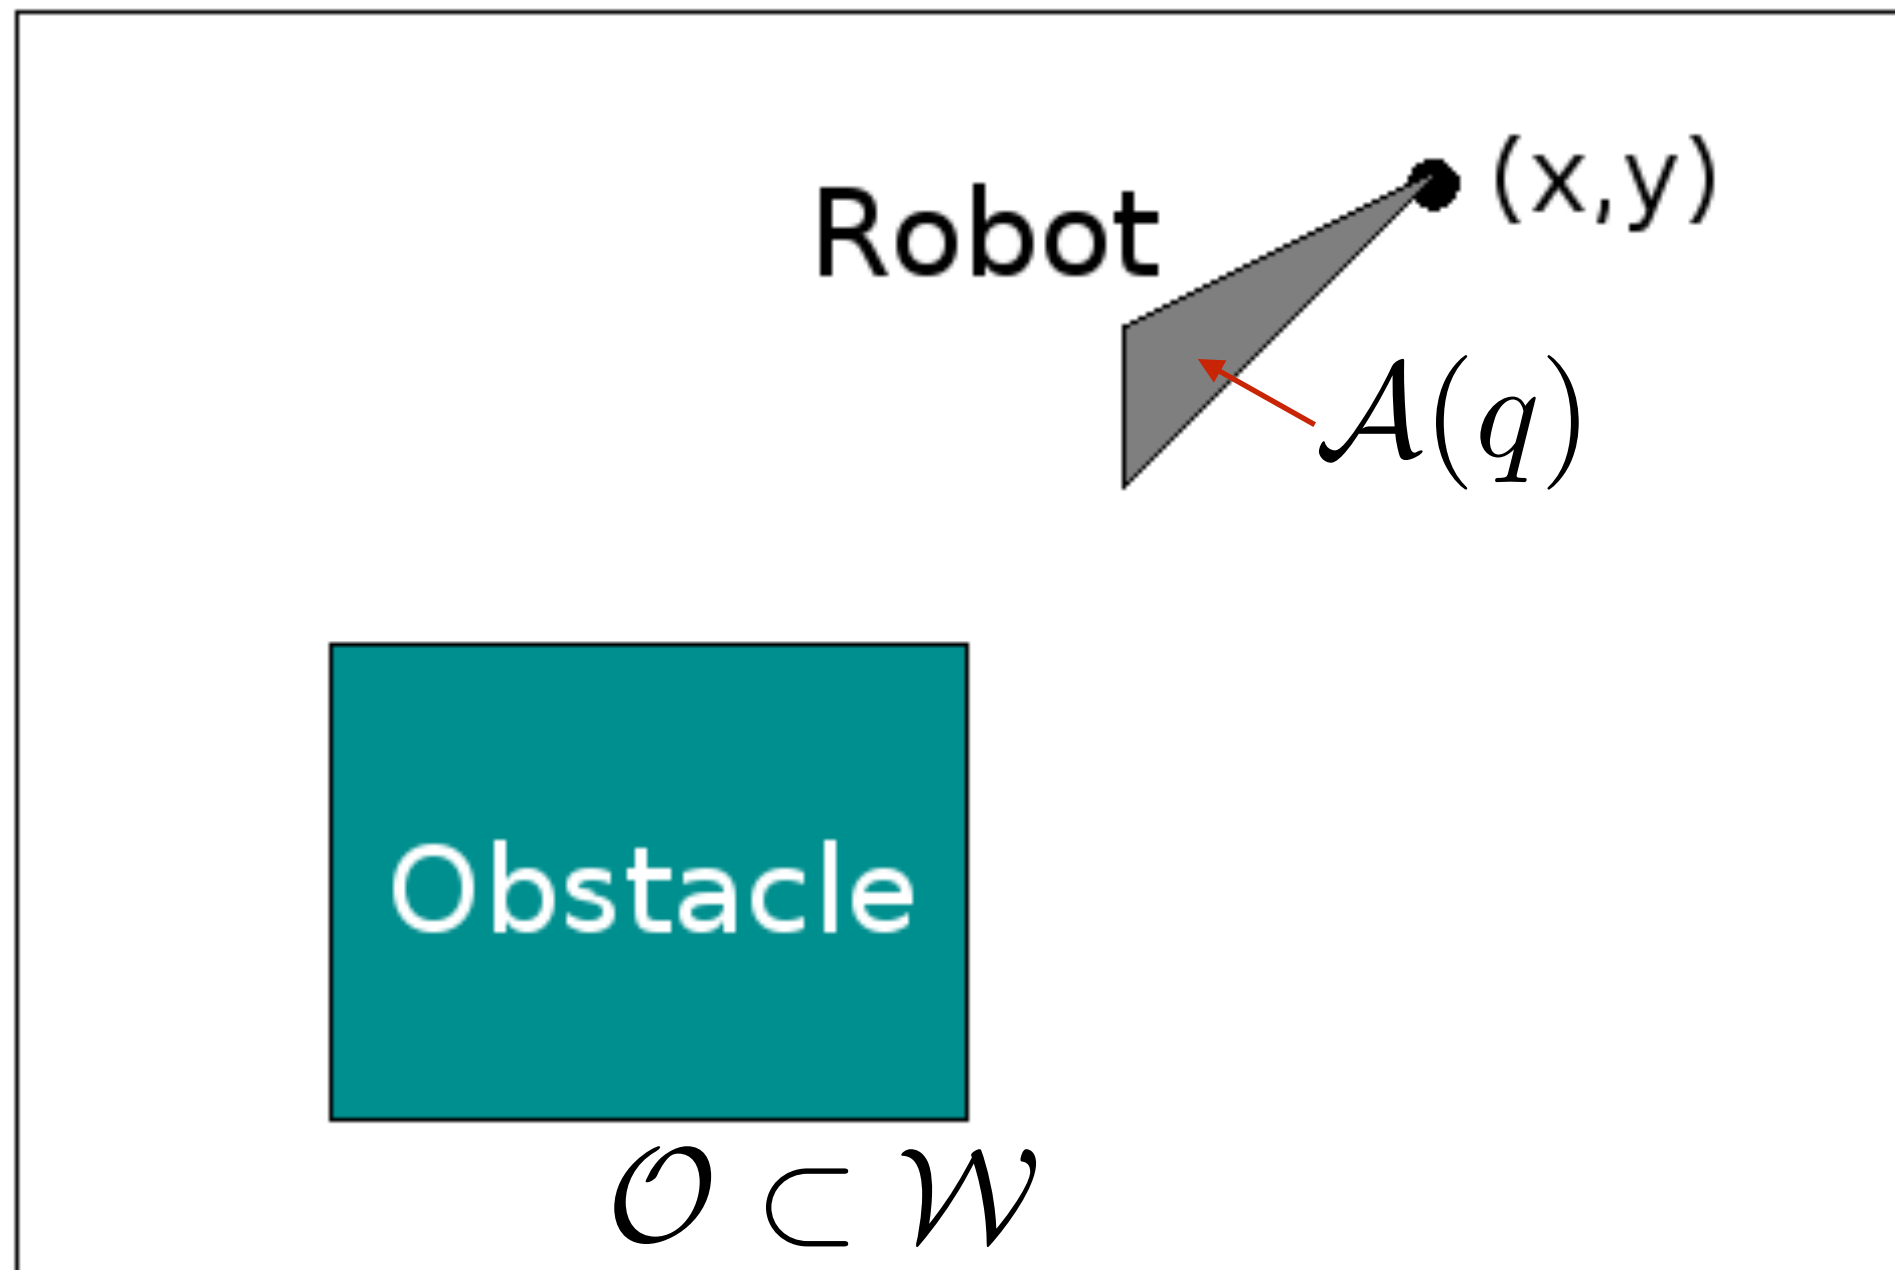 (x,y)
Robot
𝒜(q)
Obstacle
𝒪 ⊂ 𝒲